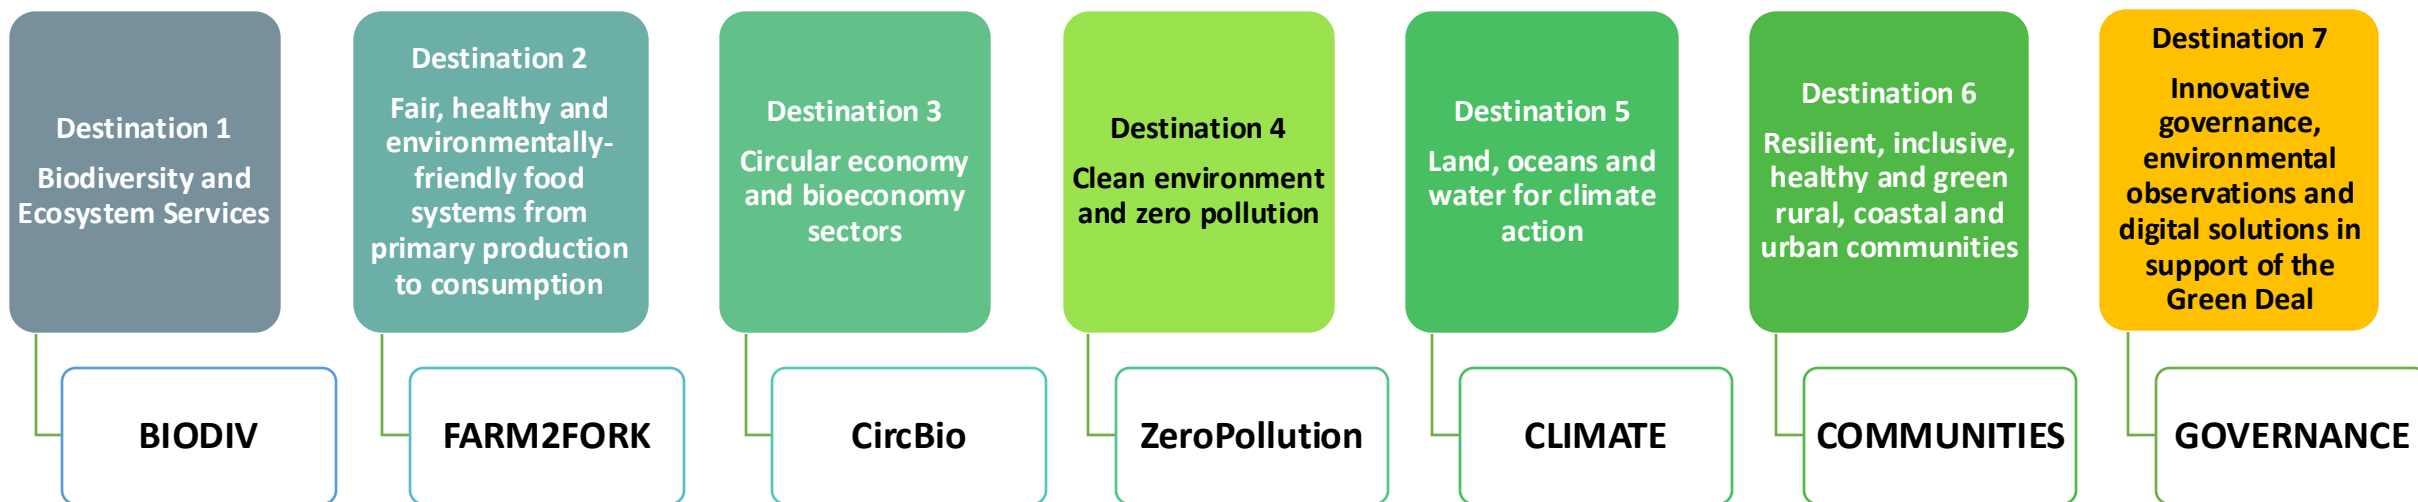 Destination 1
Biodiversity and
Ecosystem Services
BIODIV
Destination 2
Fair, healthy and
environmentally-
friendly food
systems from
primary production
to consumption
FARM2FORK
Destination 3
Circular economy
and bioeconomy
sectors
CircBio
Destination 4
Clean environment
and zero pollution
ZeroPollution
Destination 5
Land, oceans and
water for climate
action
CLIMATE
Destination 6
Resilient, inclusive,
healthy and green
rural, coastal and
urban communities
COMMUNITIES
Destination 7
Innovative
governance,
environmental
observations and
digital solutions in
support of the
Green Deal
GOVERNANCE